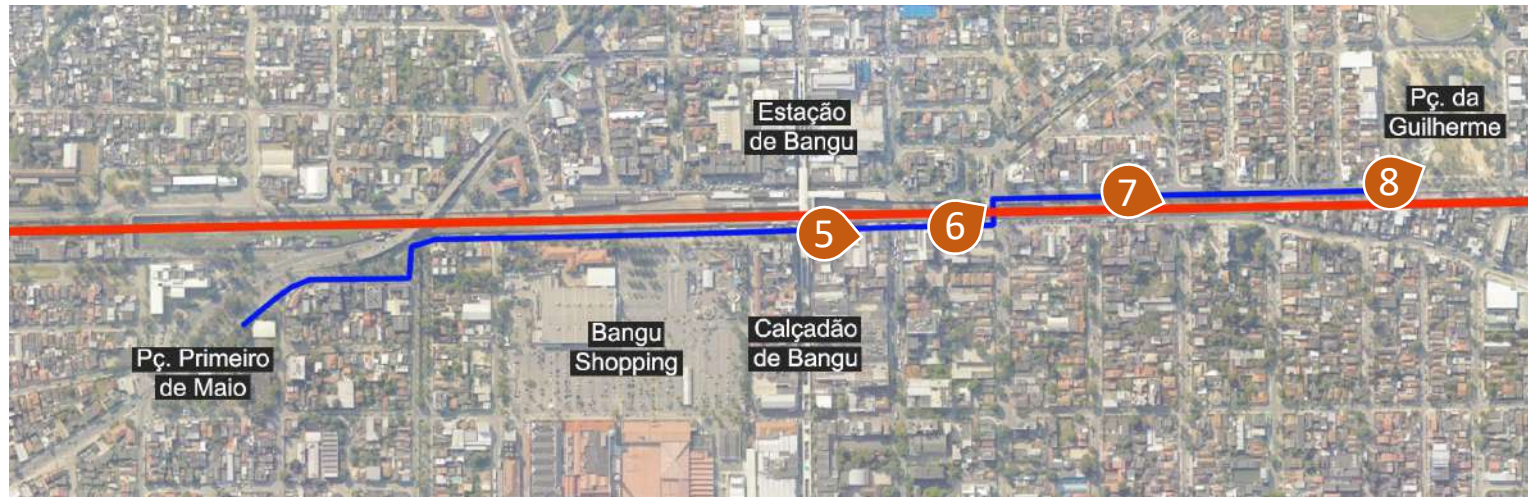 Estação
de Bangu
Pç. da
Guilherme
7
8
5
6
Pç. Primeiro
de Maio
Bangu
Shopping
Calçadão
de Bangu